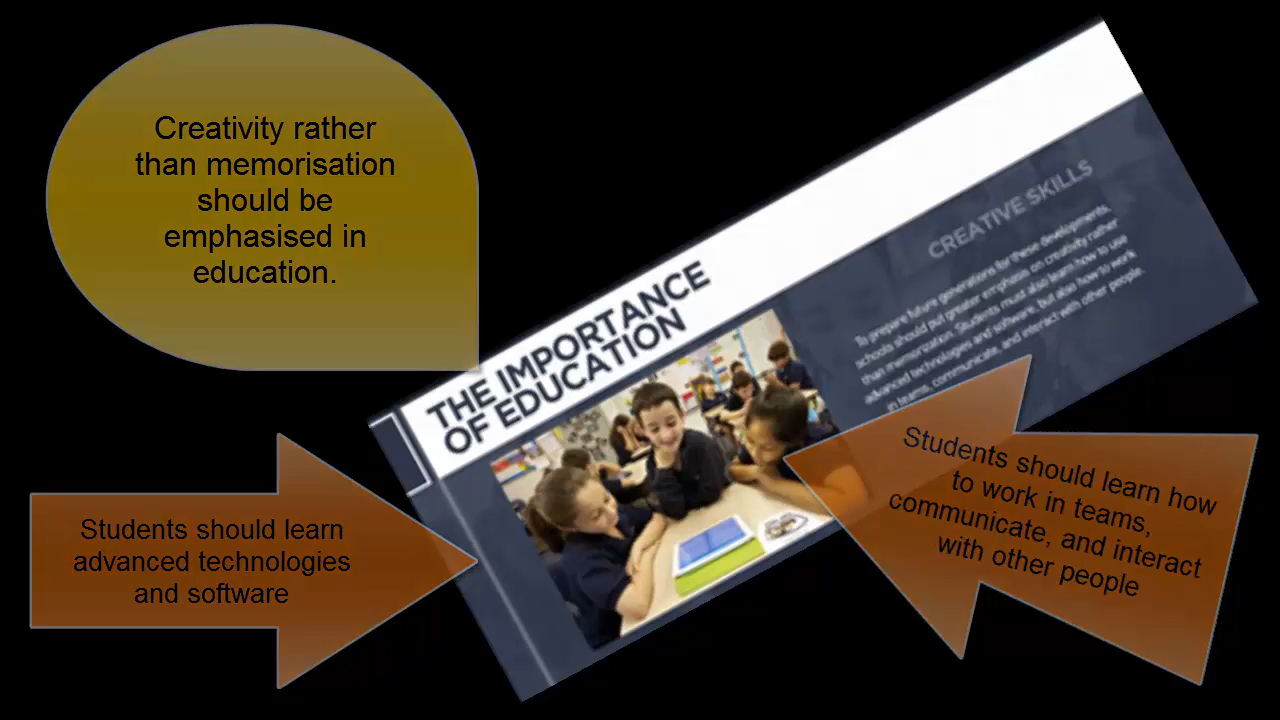 Creativity rather
than memorisation
should be
emphasised in
education.
THE IMPORTANCE
OF EDUCATION
CREATIVE SKILLS
To prepare future generations for these developments,
schools should put greater emphasis on creativity rather
than memorization. Students must also learn how to use
advanced technologies and software, but also how to work
in teams, communicate, and interact with other people.
Students should learn
advanced technologies
and software
Students should learn how
to work in teams,
communicate, and interact
with other people